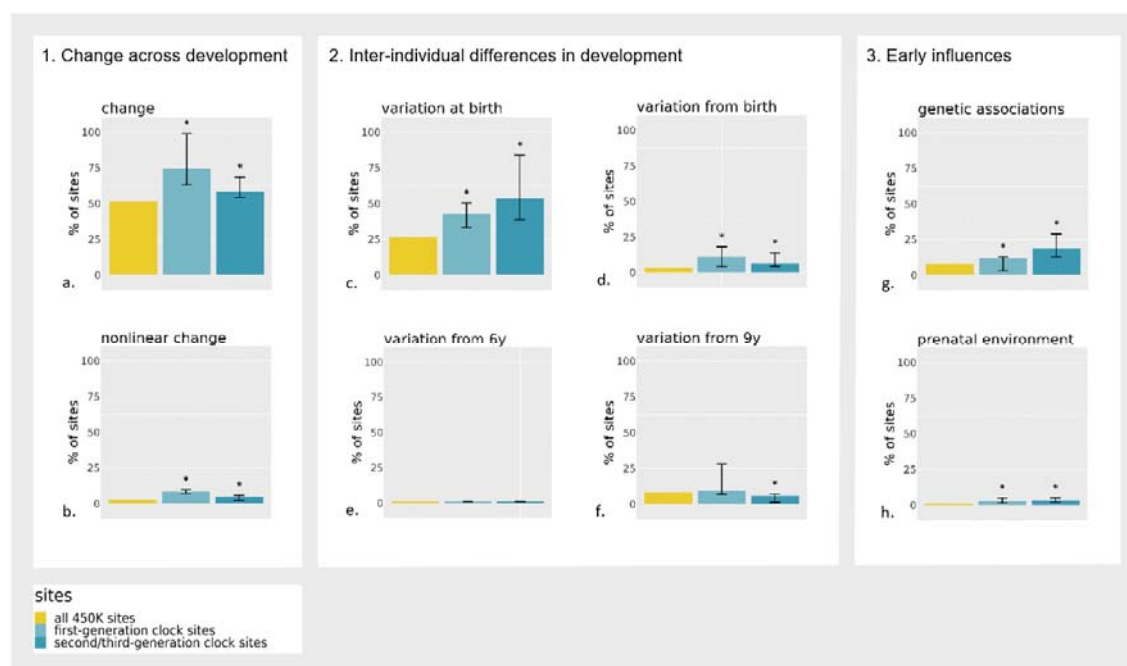 1. Change across development
change
100
75
50
25
0
% of sites
*
*
a.
nonlinear change
100
75
50
25
0
% of sites
*
*
b.
2. Inter-individual differences in development
variation at birth
100
75
50
25
0
% of sites
*
*
c.
variation from birth
100
75
50
25
0
% of sites
*
*
d.
variation from 6y
100
75
50
25
0
% of sites
e.
variation from 9y
100
75
50
25
0
% of sites
*
f.
3. Early influences
genetic associations
100
75
50
25
0
% of sites
*
*
g.
prenatal environment
100
75
50
25
0
% of sites
*
*
h.
sites
all 450K sites
first-generation clock sites
second/third-generation clock sites